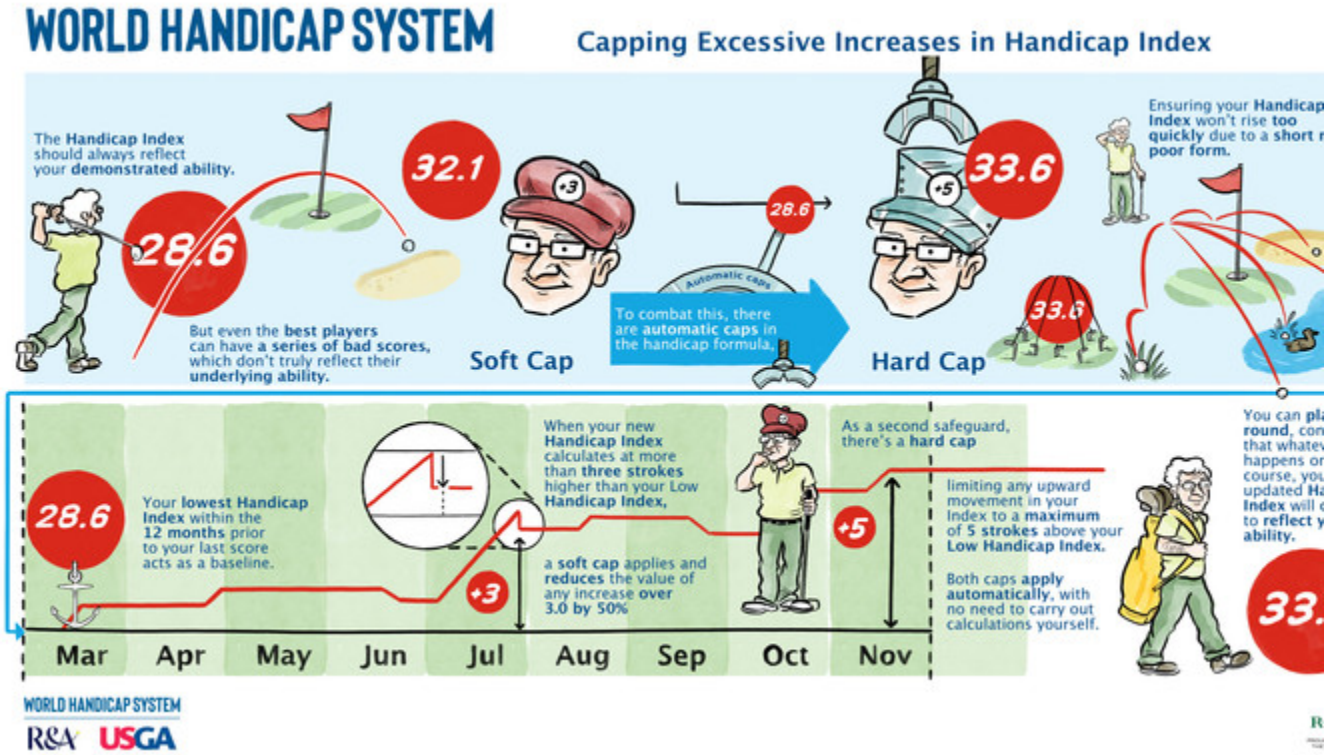 WORLD HANDICAP SYSTEM
Capping Excessive Increases in Handicap Index
The Handicap Index
should always reflect
your demonstrated ability.
28.6
But even the best players
can have a series of bad scores,
which don't truly reflect their
underlying ability.
32.1
+3
Soft Cap
28.6
Automatic caps
To combat this, there
are automatic caps in
the handicap formula,
+5
33.6
Hard Cap
33.6
Ensuring your Handicap
Index won't rise too
quickly due to a short
poor form.
28.6
Your lowest Handicap
Index within the
12 months prior
to your last score
acts as a baseline.
+3
When your new
Handicap Index
calculates at more
than three strokes
higher than your Low
Handicap Index,
a soft cap applies and
reduces the value of
any increase over
3.0 by 50%
As a second safeguard,
there's a hard cap
+5
limiting any upward
movement in your
Index to a maximum
of 5 strokes above your
Low Handicap Index.
Both caps apply
automatically, with
no need to carry out
calculations yourself.
You can
round,
that
happens
course,
updated
Index will
to reflect
ability.
33.
Mar Apr May Jun Jul Aug Sep Oct Nov
WORLD HANDICAP SYSTEM
R&A USGA